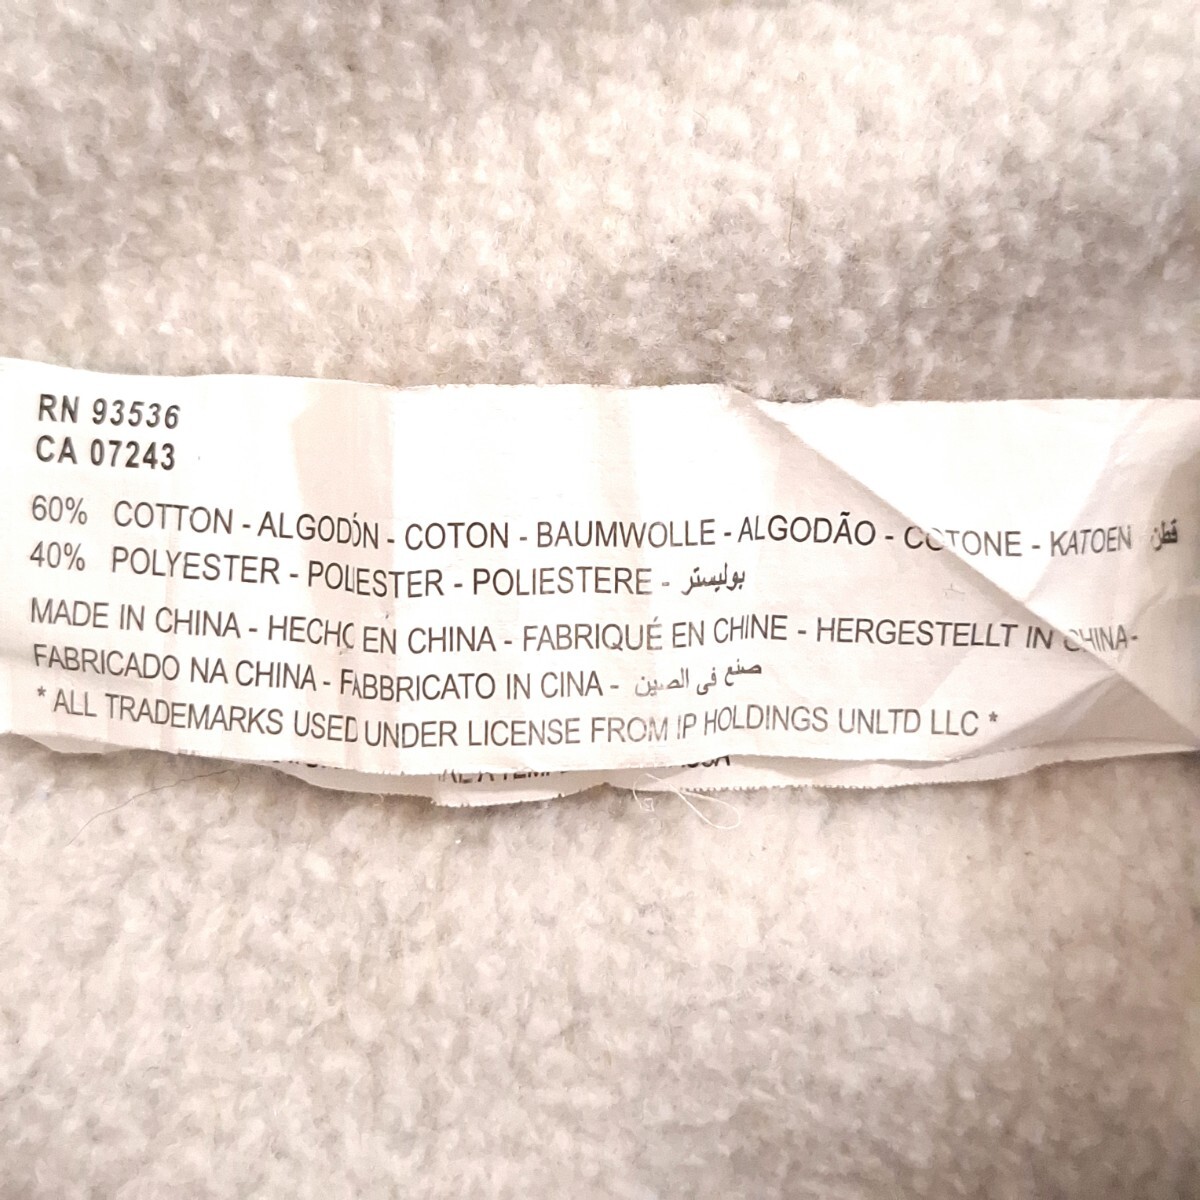 RN 93536
CA 07243
60% COTTON - ALGODÓN - COTON - BAUMWOLLE - ALGODÃO - COTONE - KATOEN قطن
40% POLYESTER - POLIESTER - POLIESTERE - بوليستر
MADE IN CHINA - HECHO EN CHINA - FABRIQUÉ EN CHINE - HERGESTELLT IN CHINA-
FABRICADO NA CHINA - FABBRICATO IN CINA - صنع فى الصين
* ALL TRADEMARKS USED UNDER LICENSE FROM IP HOLDINGS UNLTD LLC *